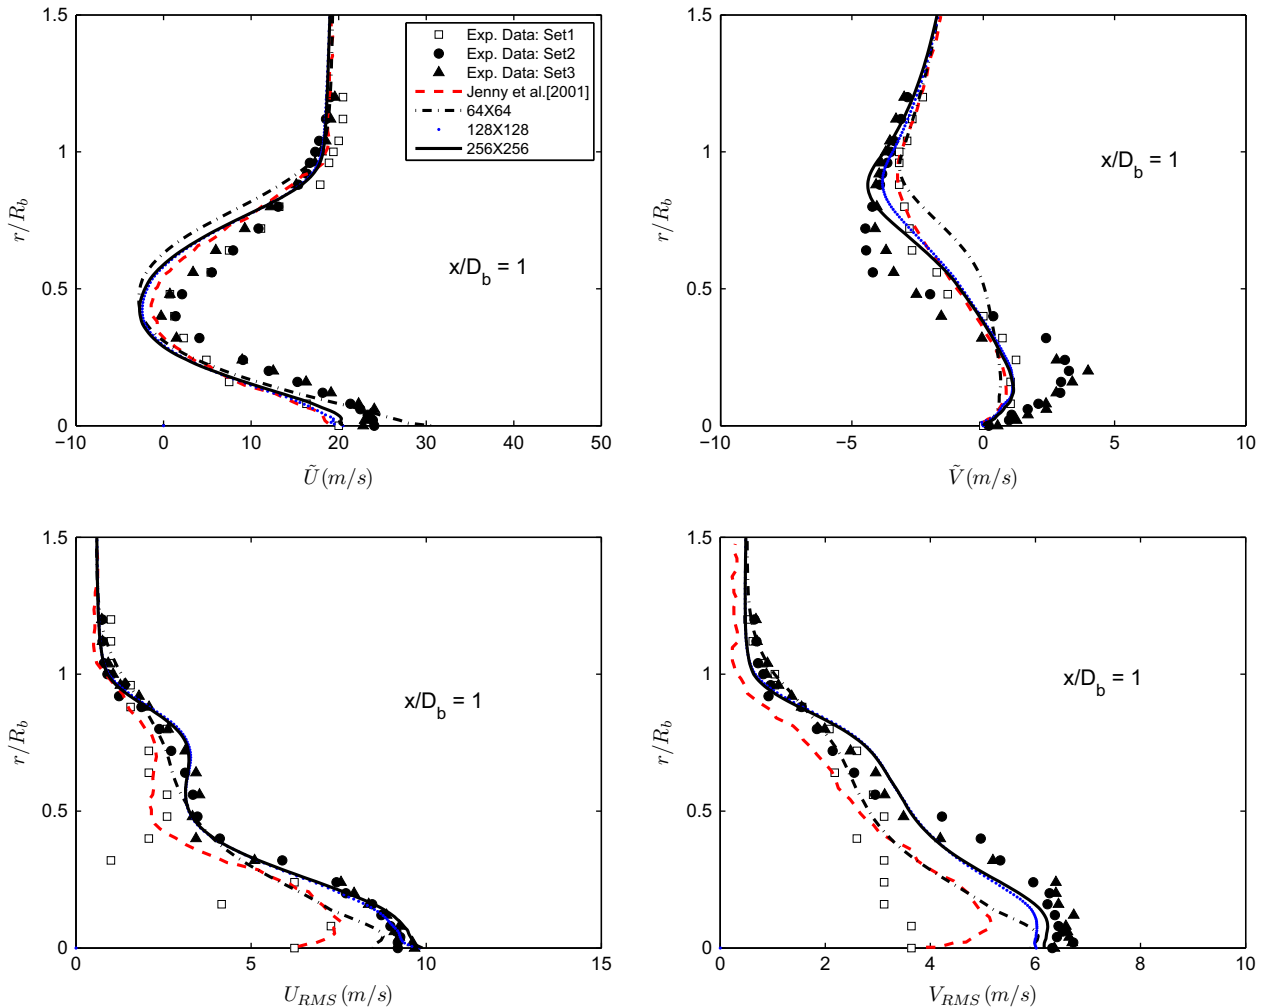 1.5
1
0.5
0
−10
0
10
20
30
40
50
r/R_b
Ũ(m/s)
x/D_b = 1
Exp. Data: Set1
Exp. Data: Set2
Exp. Data: Set3
Jenny et al.[2001]
64X64
128X128
256X256
1.5
1
0.5
0
−10
−5
0
5
10
r/R_b
Ṽ(m/s)
x/D_b = 1
1.5
1
0.5
0
0
5
10
15
r/R_b
U_RMS(m/s)
x/D_b = 1
1.5
1
0.5
0
0
2
4
6
8
10
r/R_b
V_RMS(m/s)
x/D_b = 1